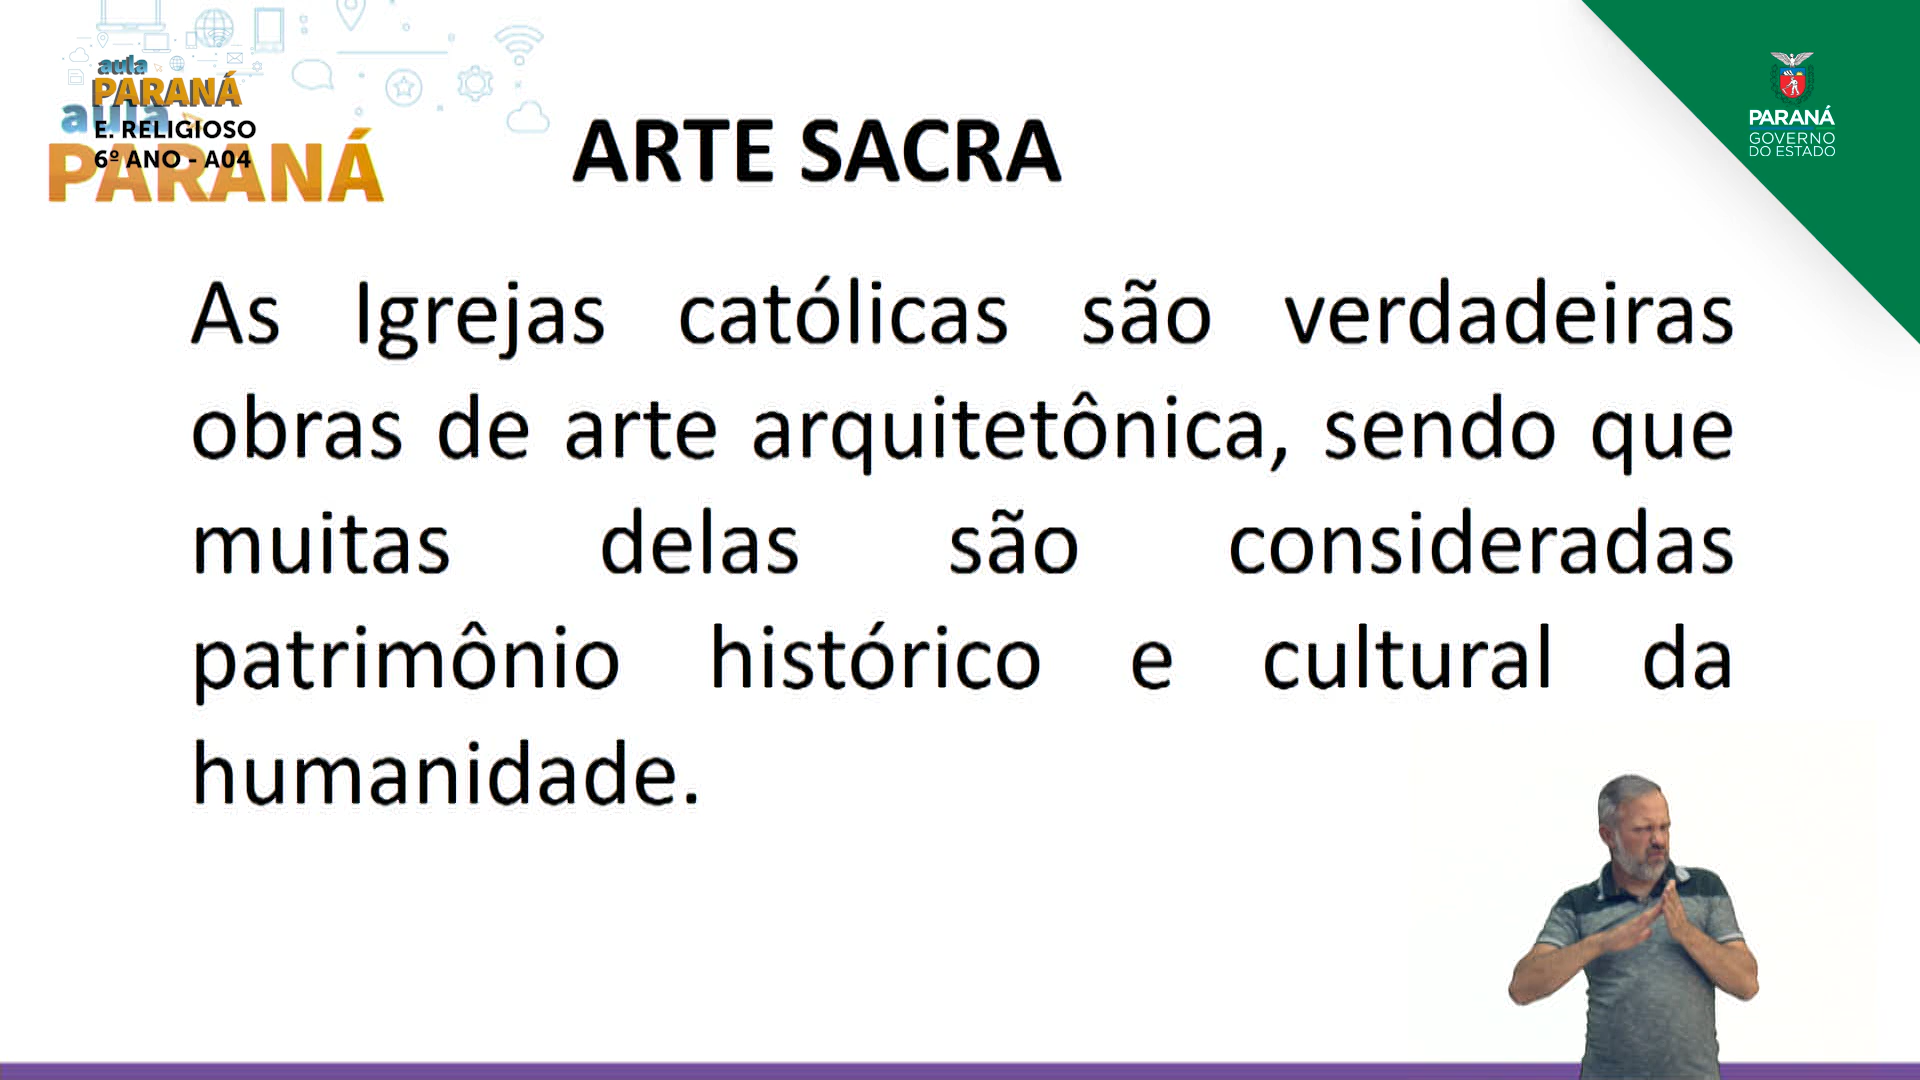 aula
PARANÁ
aula
E. RELIGIOSO
6º ANO - A04
PARANÁ
ARTE SACRA
PARANÁ
GOVERNO
DO ESTADO
As Igrejas católicas são verdadeiras
obras de arte arquitetônica, sendo que
muitas delas são consideradas
patrimônio histórico e cultural da
humanidade.